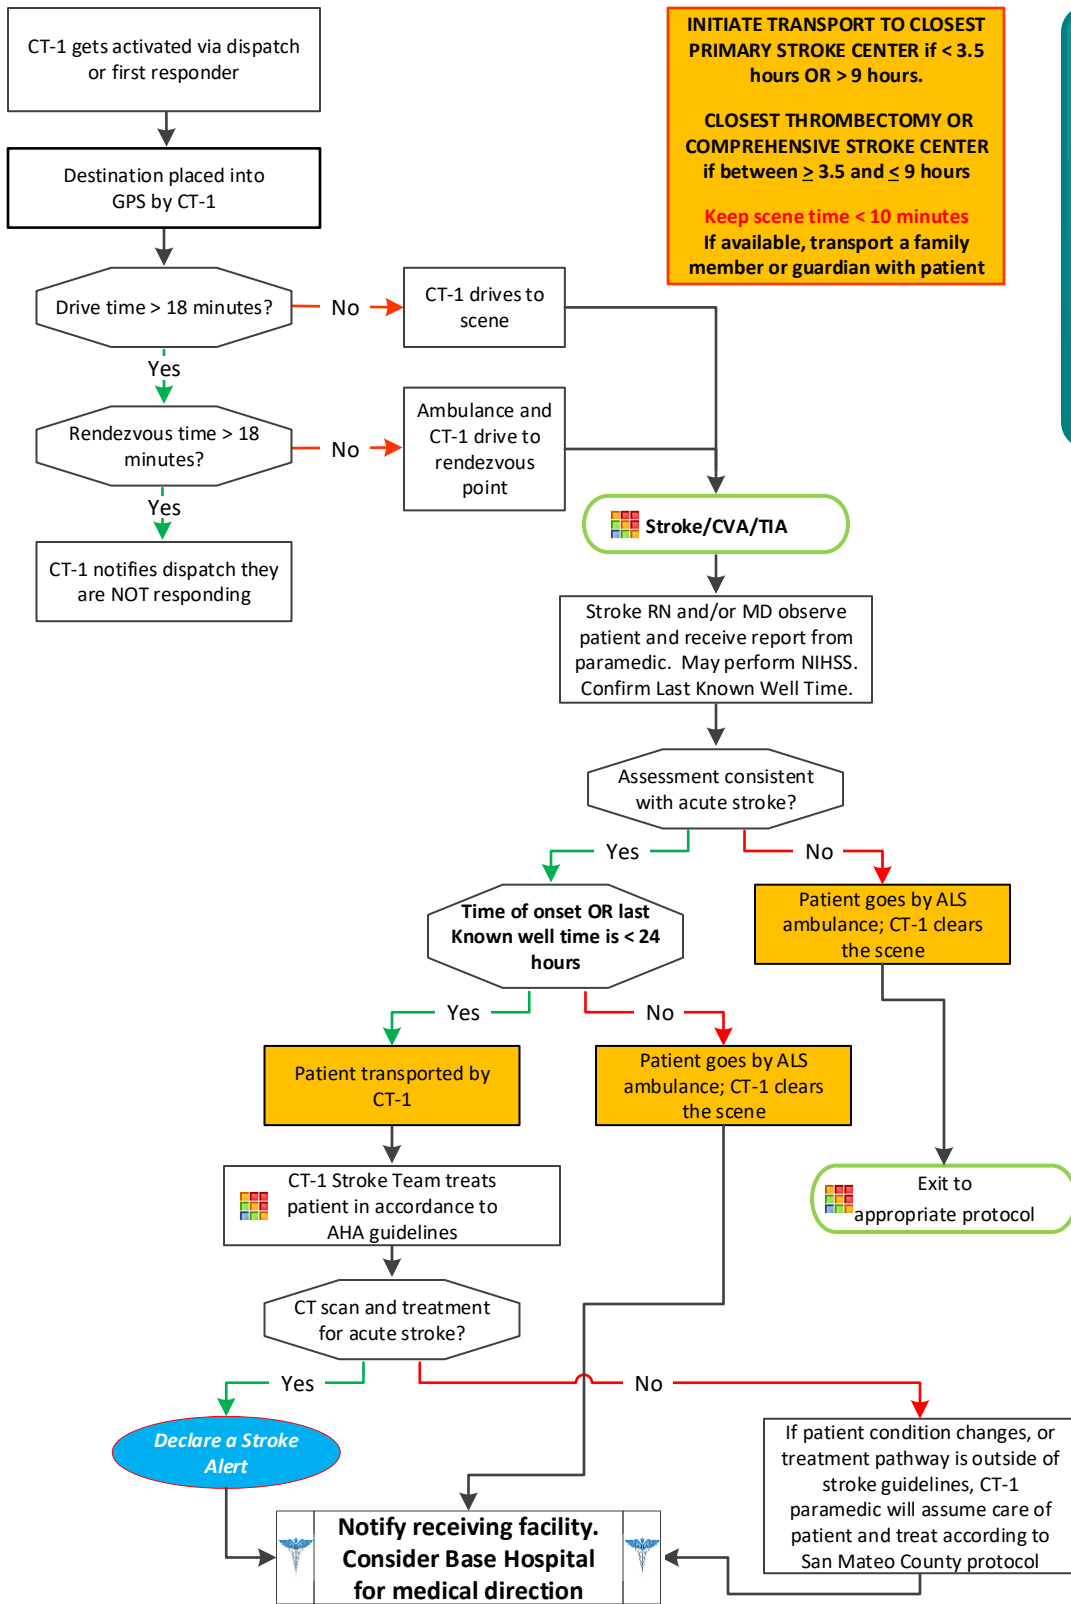 CT-1 gets activated via dispatch
or first responder
INITIATE TRANSPORT TO CLOSEST
PRIMARY STROKE CENTER if < 3.5
hours OR > 9 hours.
CLOSEST THROMBECTOMY OR
COMPREHENSIVE STROKE CENTER
if between ≥ 3.5 and ≤ 9 hours
Keep scene time < 10 minutes
If available, transport a family
member or guardian with patient
Destination placed into
GPS by CT-1
Drive time > 18 minutes?
No
CT-1 drives to
scene
Yes
Rendezvous time > 18
minutes?
No
Ambulance and
CT-1 drive to
rendezvous
point
Yes
CT-1 notifies dispatch they
are NOT responding
Stroke/CVA/TIA
Stroke RN and/or MD observe
patient and receive report from
paramedic. May perform NIHSS.
Confirm Last Known Well Time.
Assessment consistent
with acute stroke?
Yes
No
Time of onset OR last
Known well time is < 24
hours
Patient goes by ALS
ambulance; CT-1 clears
the scene
Yes
No
Patient transported by
CT-1
Patient goes by ALS
ambulance; CT-1 clears
the scene
CT-1 Stroke Team treats
patient in accordance to
AHA guidelines
Exit to
appropriate protocol
CT scan and treatment
for acute stroke?
Yes
No
Declare a Stroke
Alert
If patient condition changes, or
treatment pathway is outside of
stroke guidelines, CT-1
paramedic will assume care of
patient and treat according to
San Mateo County protocol
Notify receiving facility.
Consider Base Hospital
for medical direction